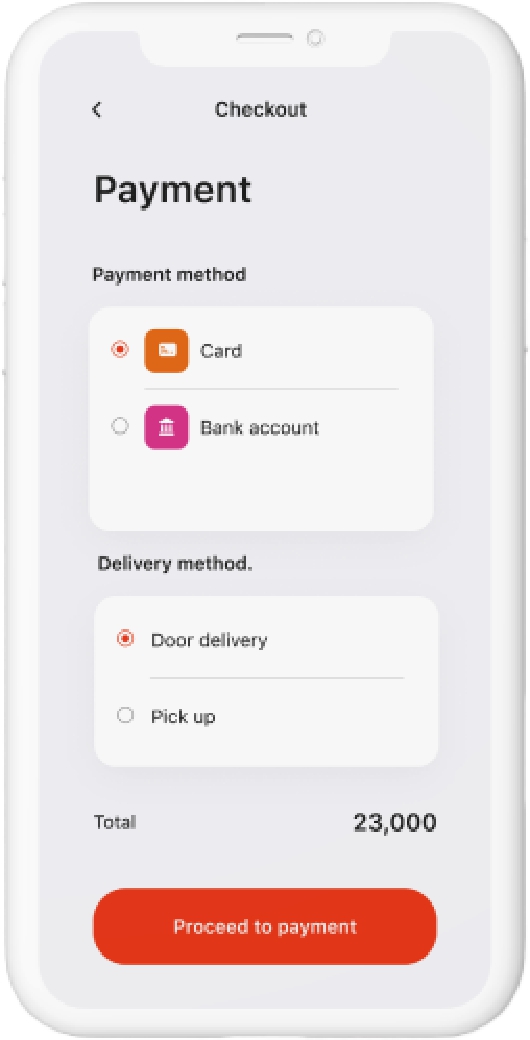 Checkout
Payment
Payment method
Card
Bank account
Delivery method.
Door delivery
Pick up
Total 23,000
Proceed to payment